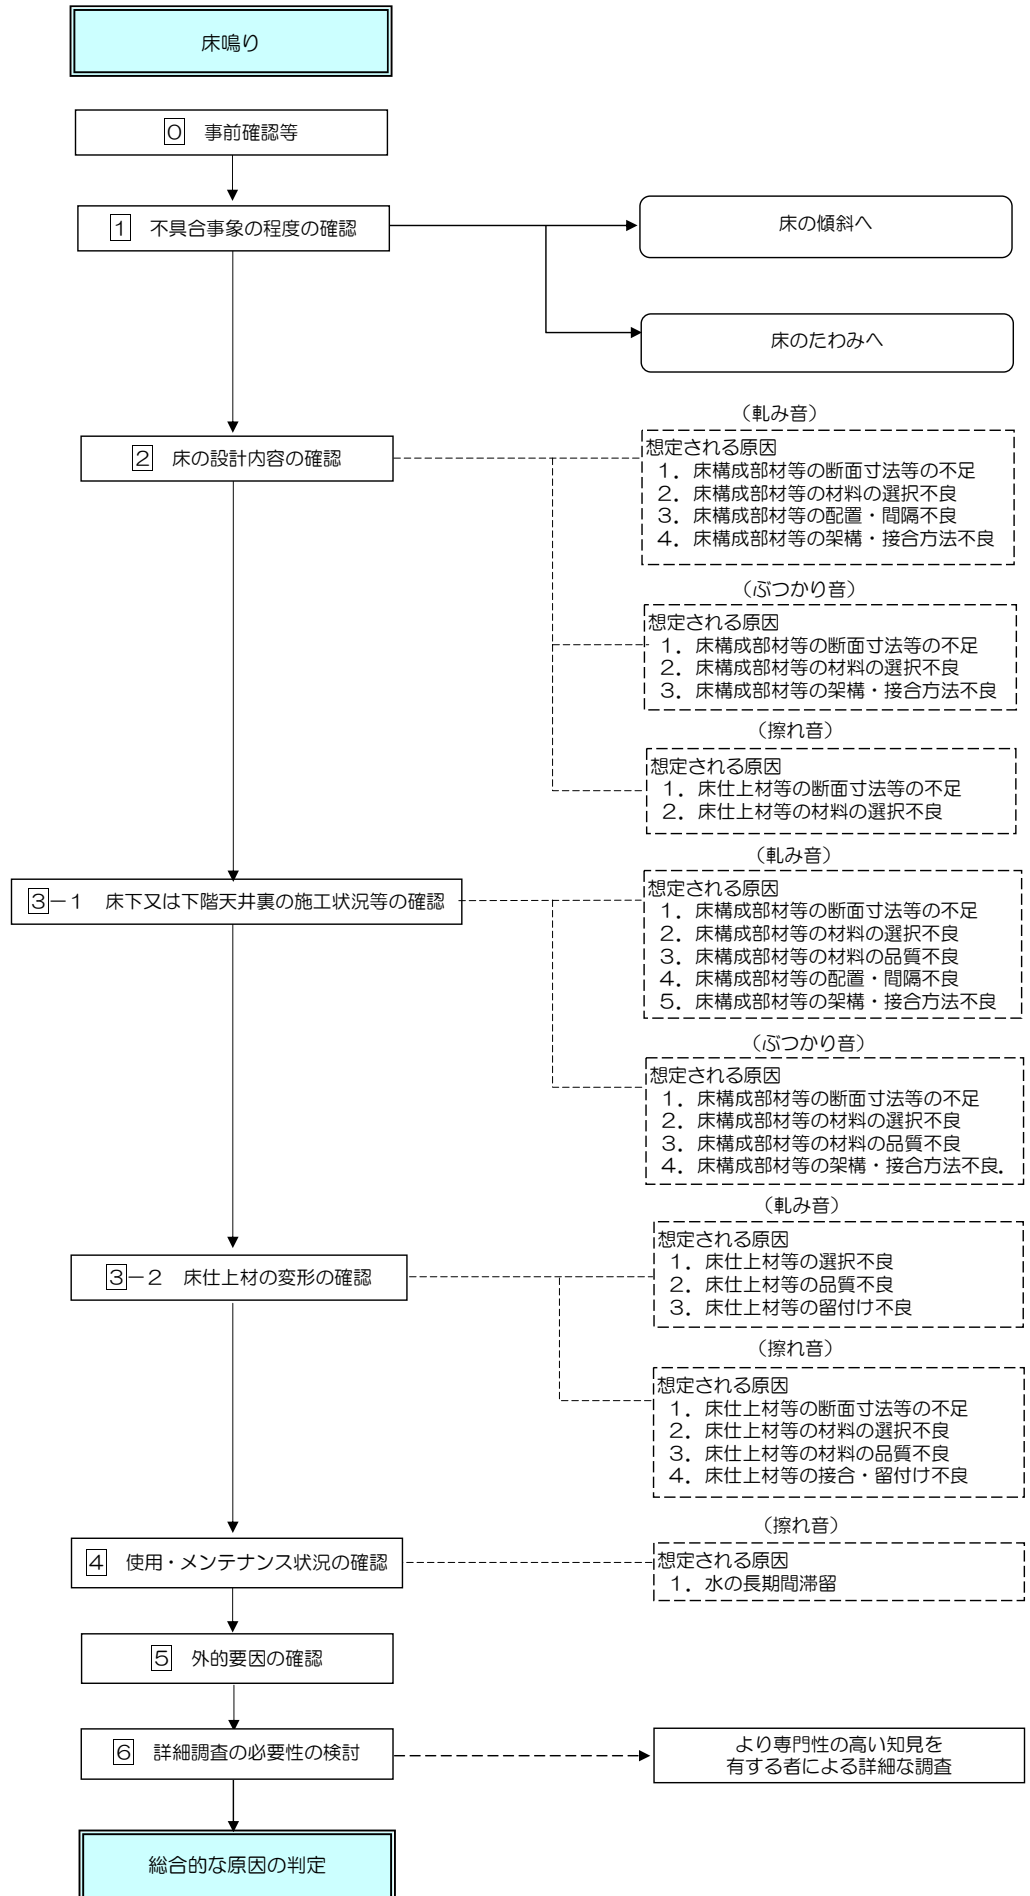 床鳴り
0 事前確認等
1 不具合事象の程度の確認
床の傾斜へ
床のたわみへ
2 床の設計内容の確認
（軋み音）
想定される原因
1．床構成部材等の断面寸法等の不足
2．床構成部材等の材料の選択不良
3．床構成部材等の配置・間隔不良
4．床構成部材等の架構・接合方法不良
（ぶつかり音）
想定される原因
1．床構成部材等の断面寸法等の不足
2．床構成部材等の材料の選択不良
3．床構成部材等の架構・接合方法不良
（擦れ音）
想定される原因
1．床仕上材等の断面寸法等の不足
2．床仕上材等の材料の選択不良
3－1 床下又は下階天井裏の施工状況等の確認
（軋み音）
想定される原因
1．床構成部材等の断面寸法等の不足
2．床構成部材等の材料の選択不良
3．床構成部材等の材料の品質不良
4．床構成部材等の配置・間隔不良
5．床構成部材等の架構・接合方法不良
（ぶつかり音）
想定される原因
1．床構成部材等の断面寸法等の不足
2．床構成部材等の材料の選択不良
3．床構成部材等の材料の品質不良
4．床構成部材等の架構・接合方法不良．
3－2 床仕上材の変形の確認
（軋み音）
想定される原因
1．床仕上材等の選択不良
2．床仕上材等の品質不良
3．床仕上材等の留付け不良
（擦れ音）
想定される原因
1．床仕上材等の断面寸法等の不足
2．床仕上材等の材料の選択不良
3．床仕上材等の材料の品質不良
4．床仕上材等の接合・留付け不良
4 使用・メンテナンス状況の確認
（擦れ音）
想定される原因
1．水の長期間滞留
5 外的要因の確認
6 詳細調査の必要性の検討
より専門性の高い知見を
有する者による詳細な調査
総合的な原因の判定